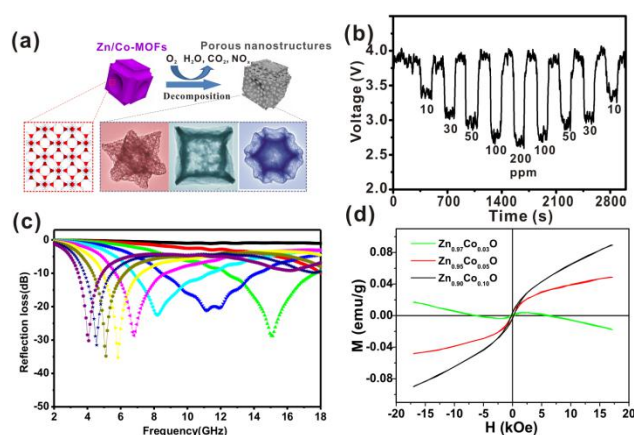 (a)
Zn/Co-MOFs
Porous nanostructures
O₂ H₂O, CO₂, NOₓ
Decomposition
(b)
Voltage (V)
4.0
3.5
3.0
2.5
2.0
10
30
50
100
200
100
50
30
10
ppm
0 700 1400 2100 2800
Time (s)
(c)
Reflection loss(dB)
0
-10
-20
-30
-40
-50
2 4 6 8 10 12 14 16 18
Frequency(GHz)
(d)
Zn₀.₉₇Co₀.₀₃O
Zn₀.₉₅Co₀.₀₅O
Zn₀.₉₀Co₀.₁₀O
M (emu/g)
0.08
0.04
0.00
-0.04
-0.08
-20 -15 -10 -5 0 5 10 15 20
H (kOe)